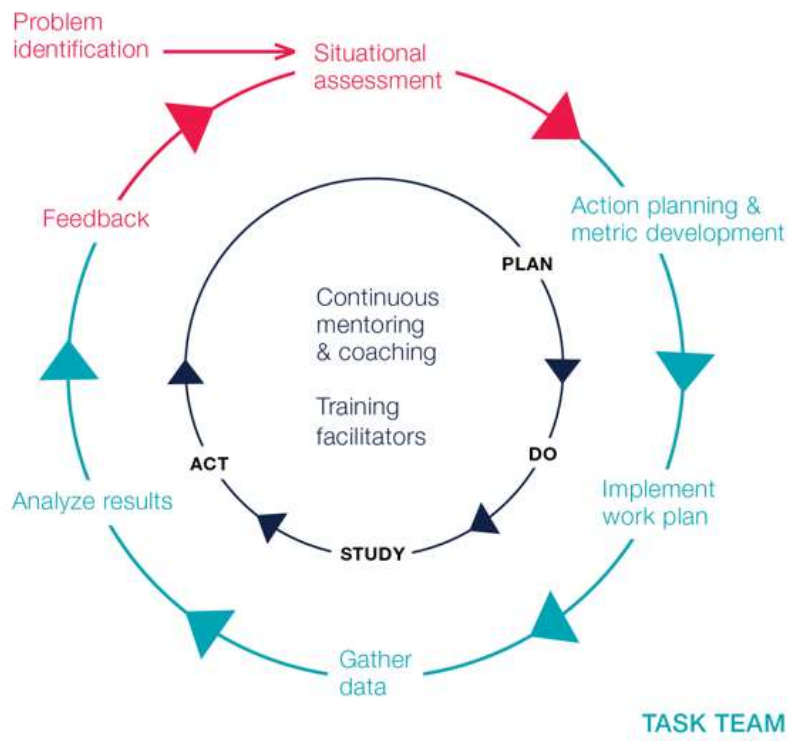 Problem
identification
Situational
assessment
Action planning &
metric development
Implement
work plan
Gather
data
Analyze results
Feedback
PLAN
DO
STUDY
ACT
Continuous
mentoring
& coaching
Training
facilitators
TASK TEAM